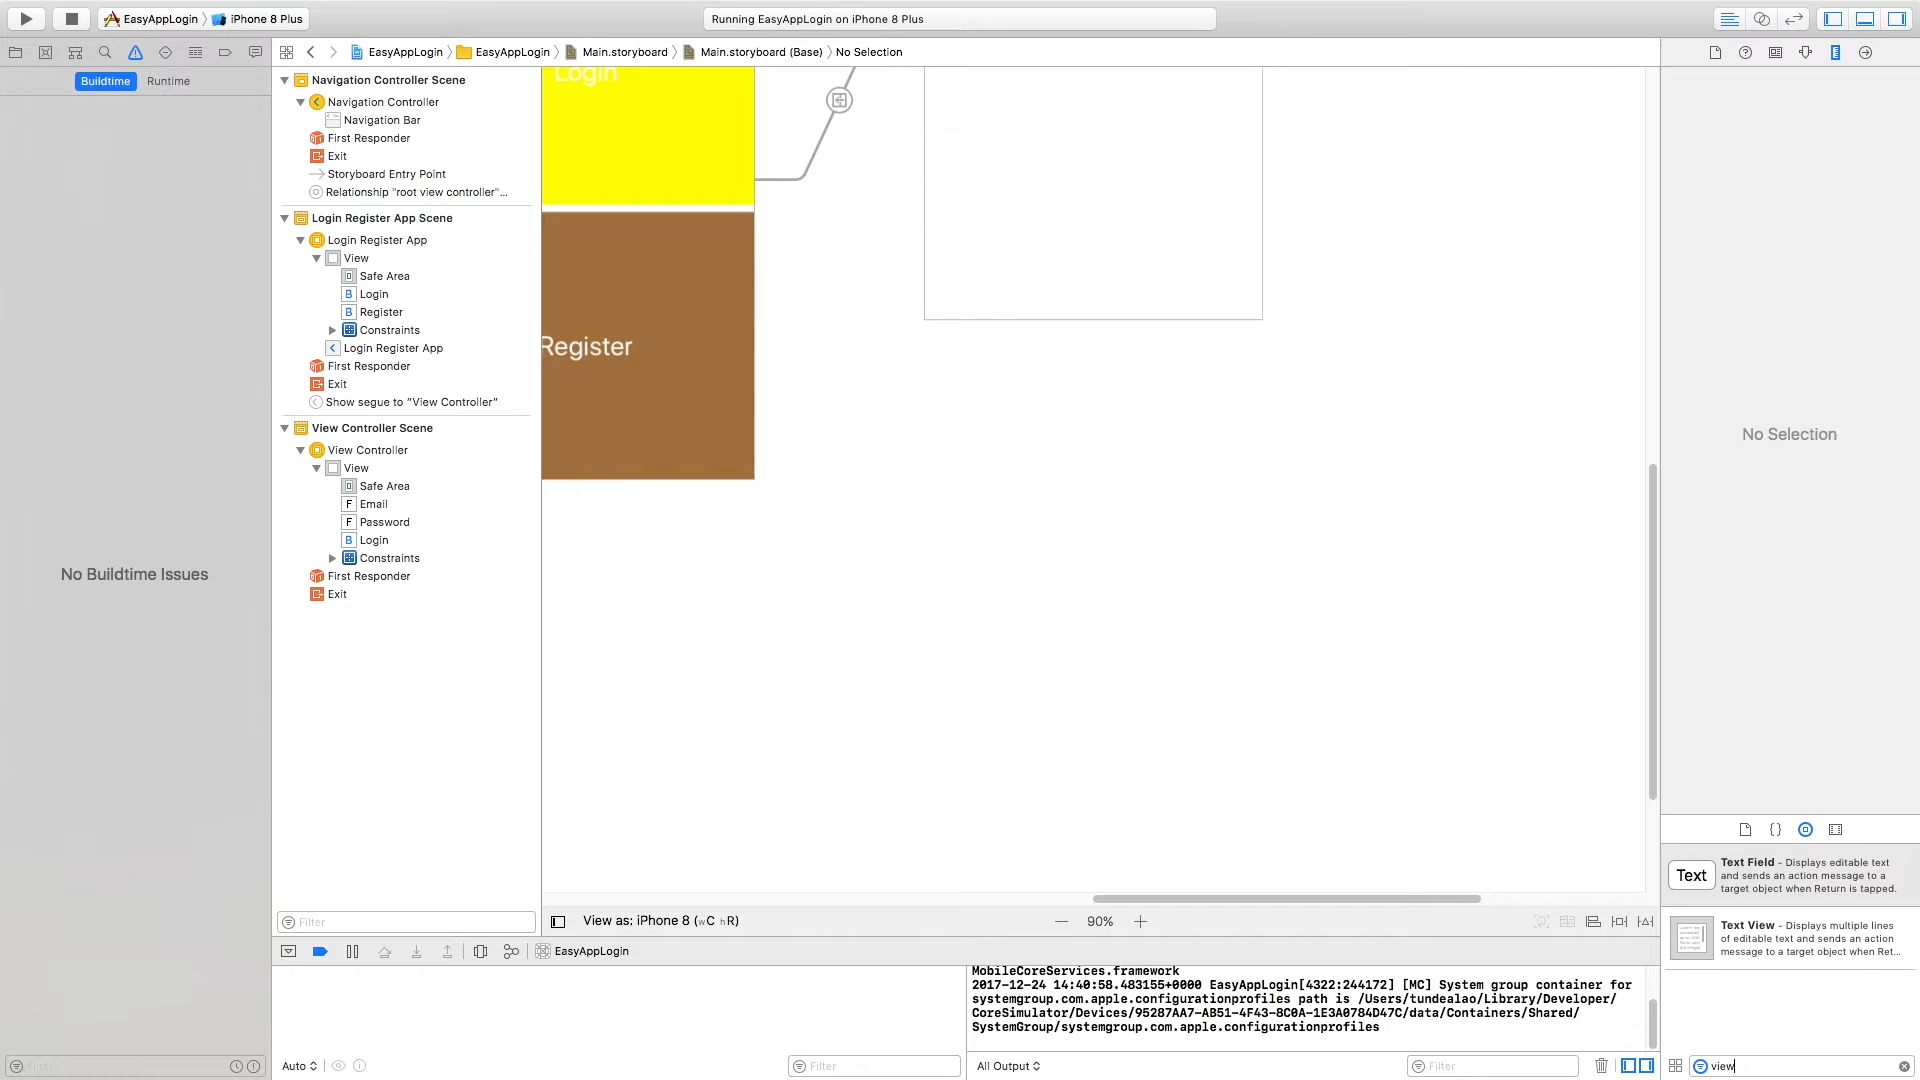 EasyAppLogin
iPhone 8 Plus
Running EasyAppLogin on iPhone 8 Plus
EasyAppLogin
EasyAppLogin
Main.storyboard
Main.storyboard (Base)
No Selection
Buildtime
Runtime
No Buildtime Issues
Filter
Navigation Controller Scene
Navigation Controller
Navigation Bar
First Responder
Exit
Storyboard Entry Point
Relationship "root view controller"...
Login Register App Scene
Login Register App
View
Safe Area
B Login
B Register
Constraints
Login Register App
First Responder
Exit
Show segue to "View Controller"
View Controller Scene
View Controller
View
Safe Area
F Email
F Password
B Login
Constraints
First Responder
Exit
Filter
Login
Register
View as: iPhone 8 (wC hR)
90%
EasyAppLogin
MobileCoreServices.framework
2017-12-24 14:40:58.483155+0000 EasyAppLogin[4322:244172] [MC] System group container for
systemgroup.com.apple.configurationprofiles path is /Users/tundealao/Library/Developer/
CoreSimulator/Devices/95287AA7-AB51-4F43-8C0A-1E3A0784D47C/data/Containers/Shared/
SystemGroup/systemgroup.com.apple.configurationprofiles
Auto
Filter
All Output
Filter
No Selection
Text
Text Field - Displays editable text
and sends an action message to a
target object when Return is tapped.
Text View - Displays multiple lines
of editable text and sends an action
message to a target object when Ret...
view